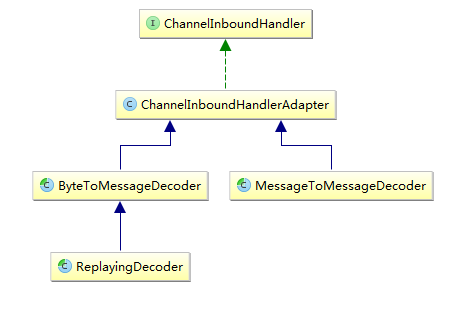 I ChannelInboundHandler
C ChannelInboundHandlerAdapter
C ByteToMessageDecoder
C MessageToMessageDecoder
C ReplayingDecoder